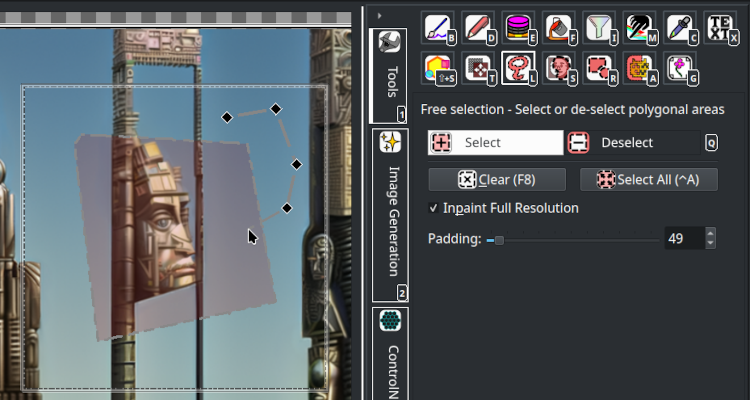 B D E F I M C TEXT X
⇧+S T L S R A G
Tools
1
Free selection - Select or de-select polygonal areas
Select Deselect Q
Clear (F8) Select All (^A)
Inpaint Full Resolution
Padding: 49
Image Generation
2
ControlN